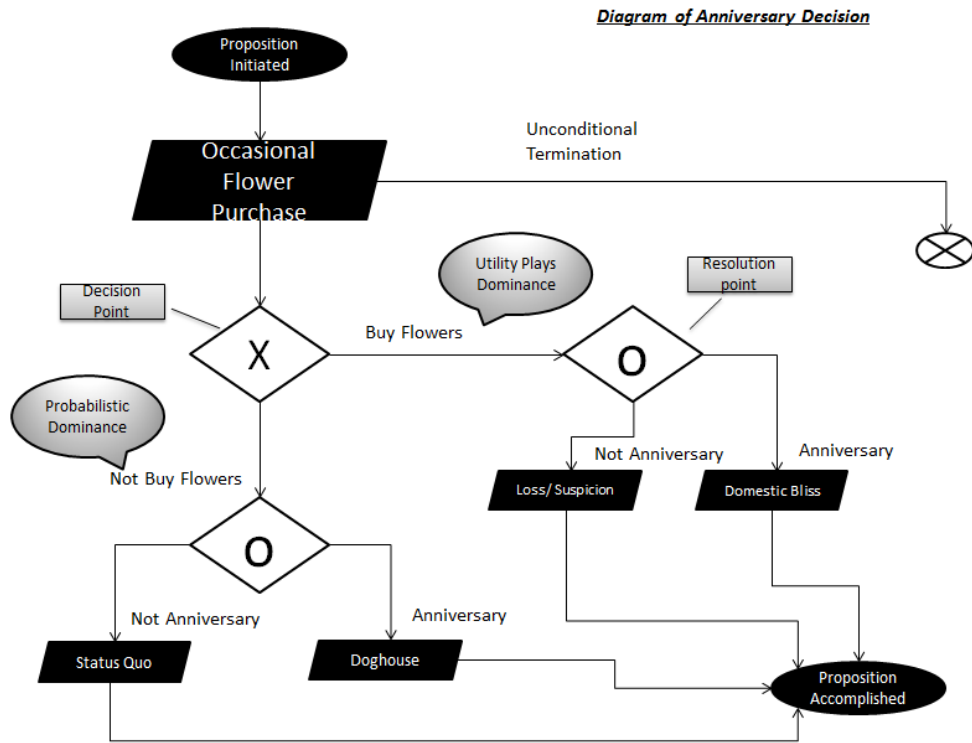 Diagram of Anniversary Decision
Proposition
Initiated
Occasional
Flower
Purchase
Unconditional
Termination
Utility Plays
Dominance
Resolution
point
Decision
Point
X
Buy Flowers
O
Probabilistic
Dominance
Not Buy Flowers
Not Anniversary
Anniversary
Loss/ Suspicion
Domestic Bliss
O
Not Anniversary
Anniversary
Status Quo
Doghouse
Proposition
Accomplished